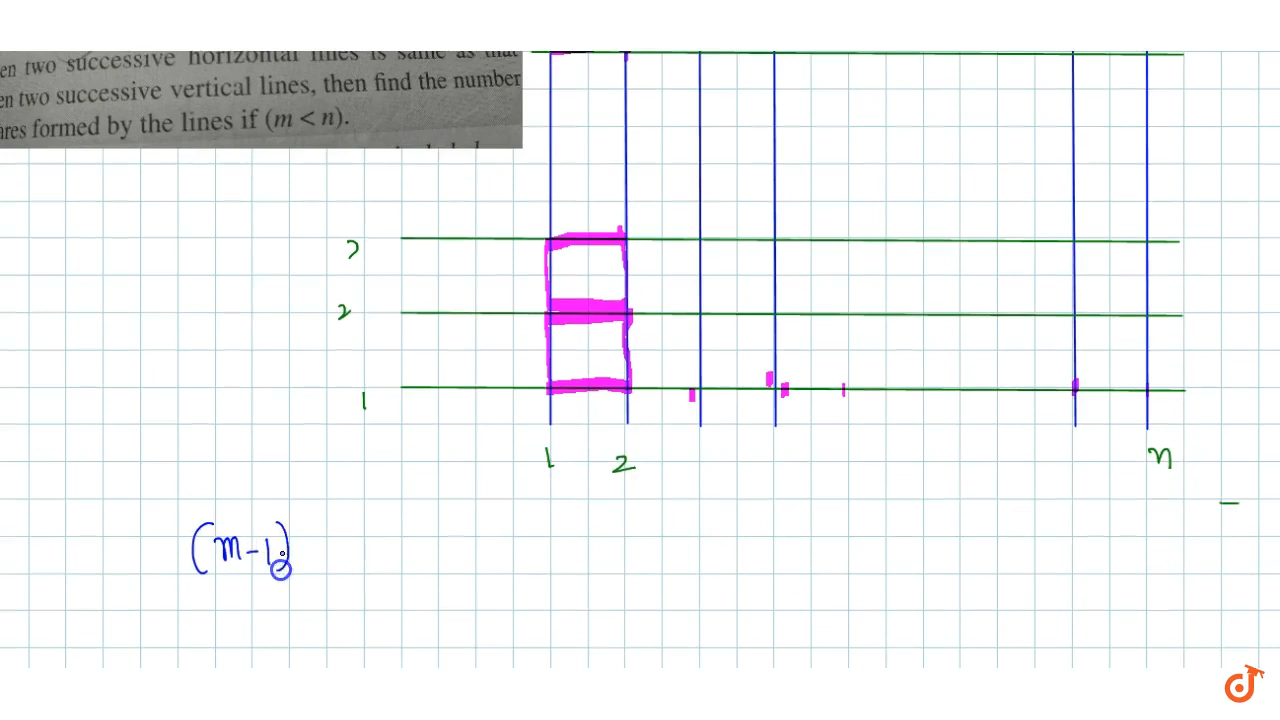 en two successive horizontal lines is same as that
en two successive vertical lines, then find the number
ares formed by the lines if (m < n).
3
2
1
1 2 n
(m-1)